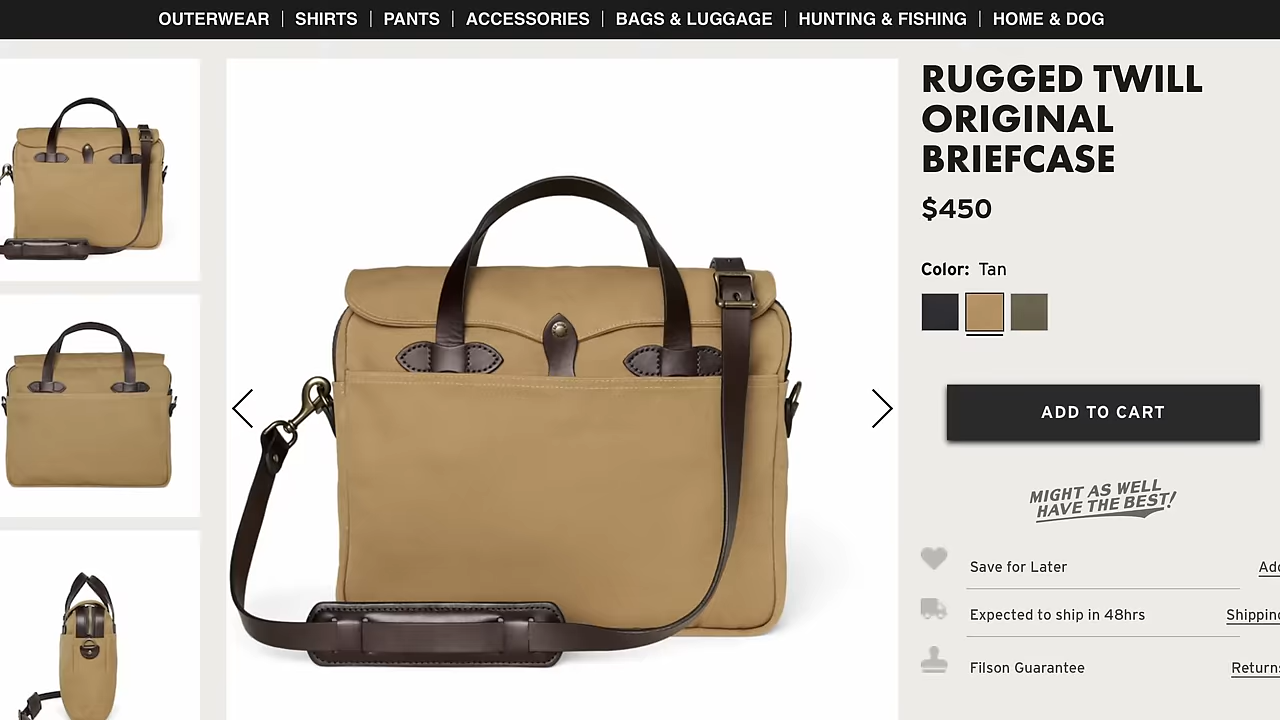 OUTERWEAR | SHIRTS | PANTS | ACCESSORIES | BAGS & LUGGAGE | HUNTING & FISHING | HOME & DOG
RUGGED TWILL
ORIGINAL
BRIEFCASE
$450
Color: Tan
ADD TO CART
MIGHT AS WELL
HAVE THE BEST!
Save for Later
Expected to ship in 48hrs
Filson Guarantee